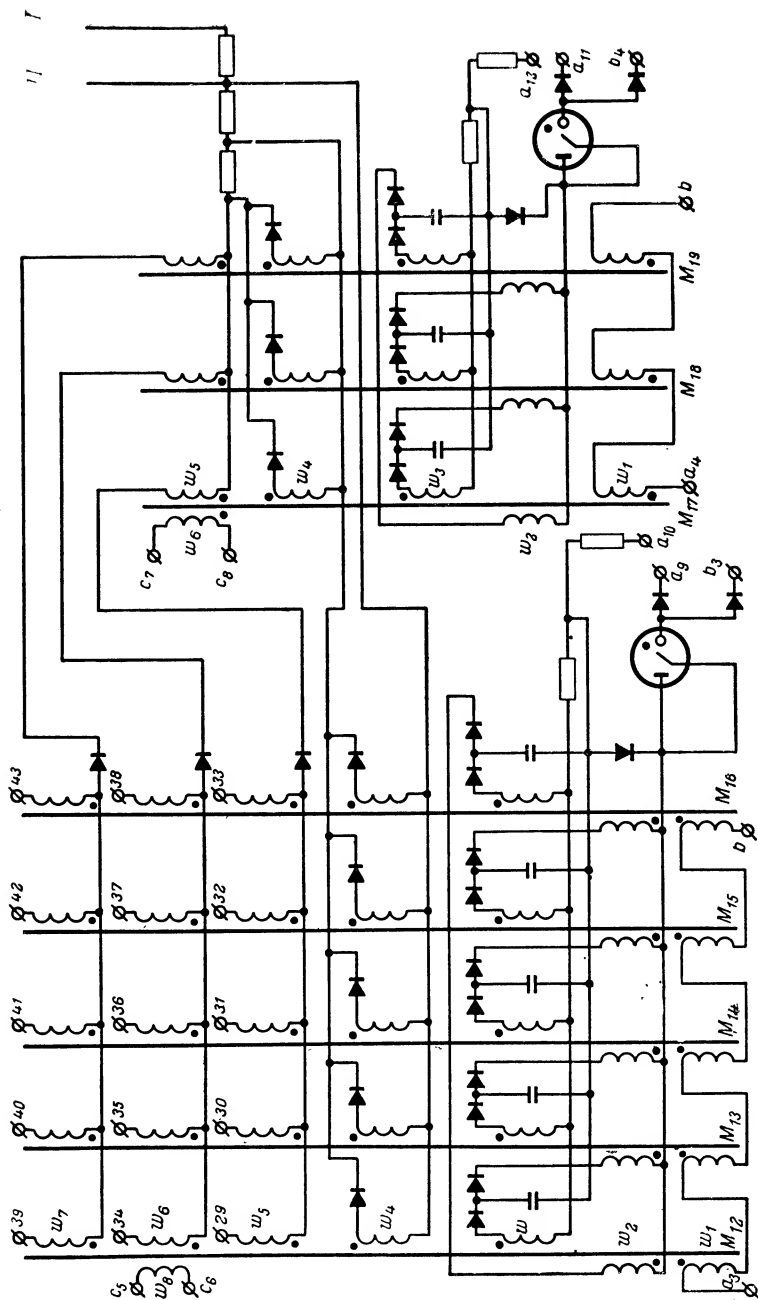 I
II
c₇
c₈
w₆
w₅
w₄
w₃
w₂
w₁
M₁₇
M₁₈
M₁₉
a₄
b
a₁₂
a₁₁
b₄
39
40
41
42
43
w₇
34
35
36
37
38
w₆
29
30
31
32
33
w₅
c₅
w₈
c₆
w₄
w
w₂
w₁
a₃
M₁₂
M₁₃
M₁₄
M₁₅
M₁₆
b
a₁₀
a₉
b₃